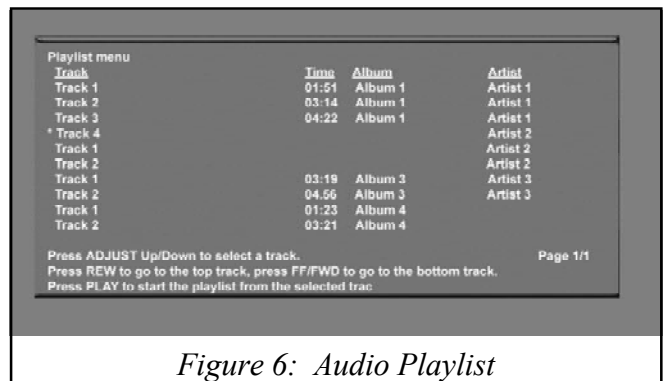 Playlist menu
Track Time Album Artist
Track 1 01:51 Album 1 Artist 1
Track 2 03:14 Album 1 Artist 1
Track 3 04:22 Album 1 Artist 1
* Track 4 Artist 2
Track 1 Artist 2
Track 2 Artist 2
Track 1 03:19 Album 3 Artist 3
Track 2 04.56 Album 3 Artist 3
Track 1 01:23 Album 4
Track 2 03:21 Album 4
Press ADJUST Up/Down to select a track. Page 1/1
Press REW to go to the top track, press FF/FWD to go to the bottom track.
Press PLAY to start the playlist from the selected trac
Figure 6: Audio Playlist